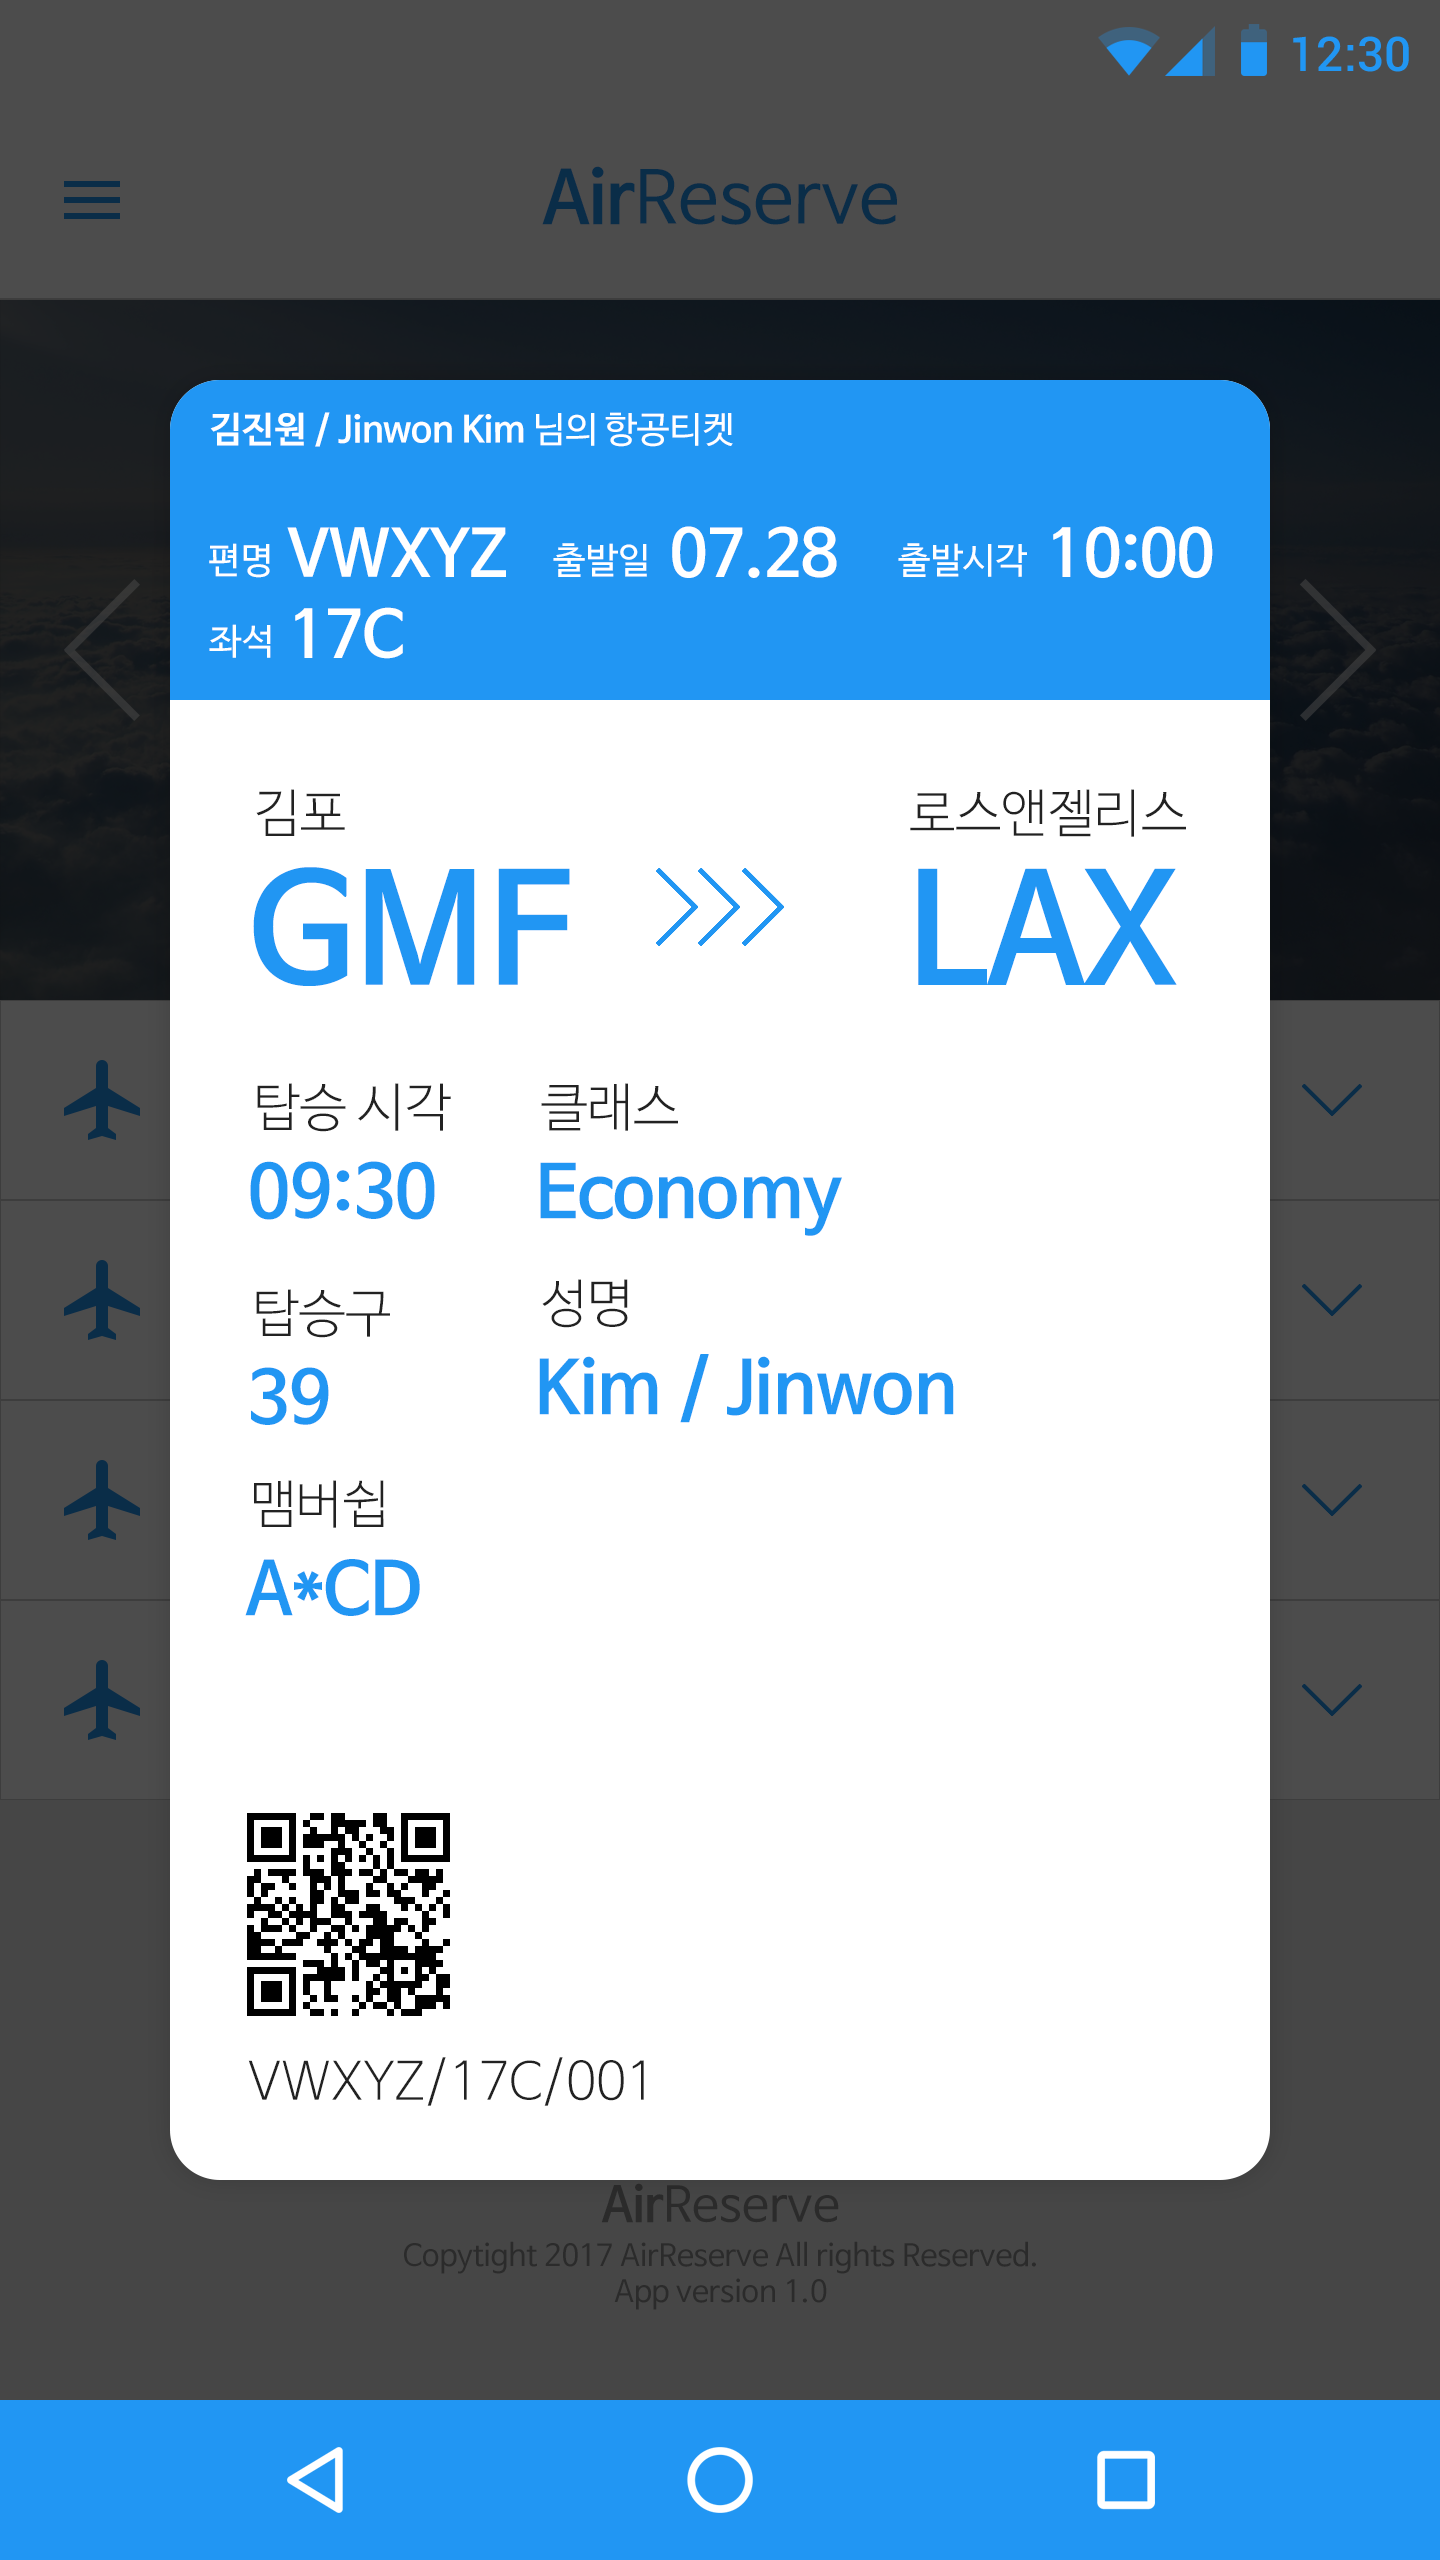 12:30
AirReserve
김진원 / Jinwon Kim 님의 항공티켓
편명 VWXYZ 출발일 07.28 출발시각 10:00
좌석 17C
김포 로스앤젤리스
GMF LAX
탑승 시각 클래스
09:30 Economy
탑승구 성명
39 Kim / Jinwon
맴버쉽
A*CD
VWXYZ/17C/001
AirReserve
Copytight 2017 AirReserve All rights Reserved.
App version 1.0